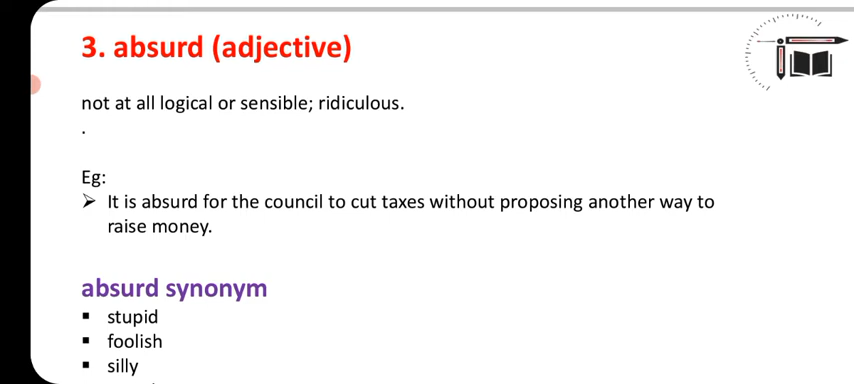 3. absurd (adjective)
not at all logical or sensible; ridiculous.
.
Eg:
➢ It is absurd for the council to cut taxes without proposing another way to
raise money.
absurd synonym
▪ stupid
▪ foolish
▪ silly